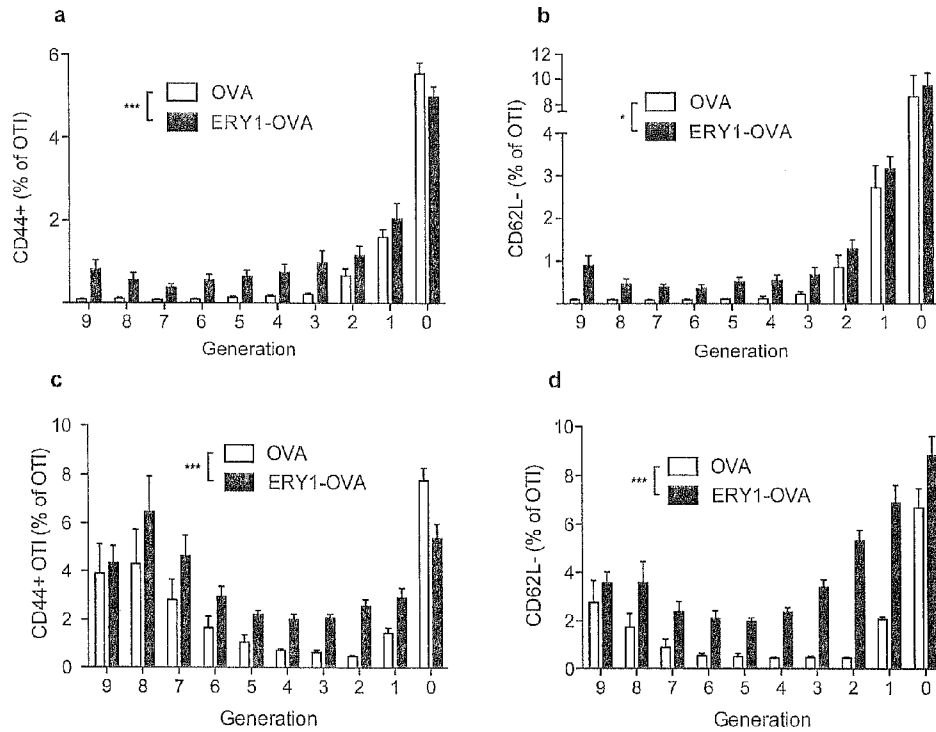 a
CD44+ (% of OTI)
6
4
2
***
OVA
ERY1-OVA
9 8 7 6 5 4 3 2 1 0
Generation
b
CD62L- (% of OTI)
12
10
8
4
3
2
1
*
OVA
ERY1-OVA
9 8 7 6 5 4 3 2 1 0
Generation
c
CD44+ OTI (% of OTI)
10
8
6
4
2
0
***
OVA
ERY1-OVA
9 8 7 6 5 4 3 2 1 0
Generation
d
CD62L- (% of OTI)
10
8
6
4
2
0
***
OVA
ERY1-OVA
9 8 7 6 5 4 3 2 1 0
Generation